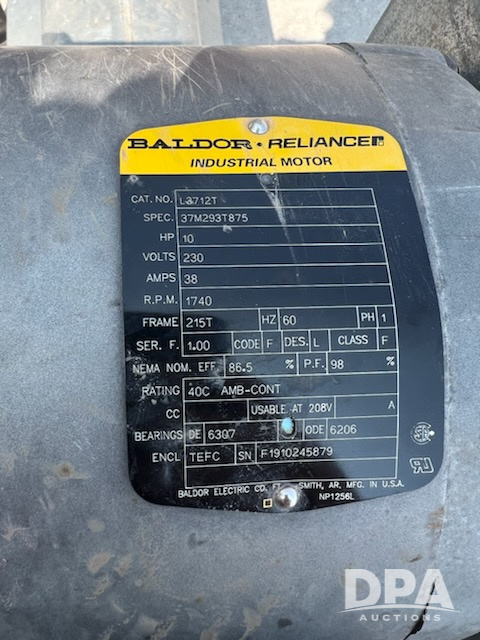 BALDOR • RELIANCE
INDUSTRIAL MOTOR
CAT. NO. L3712T
SPEC. 37M293T875
HP 10
VOLTS 230
AMPS 38
R.P.M. 1740
FRAME 215T HZ 60 PH 1
SER. F. 1.00 CODE F DES. L CLASS F
NEMA NOM. EFF. 86.5 % P.F. 98 %
RATING 40C AMB-CONT
CC USABLE AT 208V A
BEARINGS DE 6307 ODE 6206
ENCL TEFC SN F1910245879
BALDOR ELECTRIC CO. FT. SMITH, AR. MFG. IN U.S.A.
NP1256L
DPA
AUCTIONS